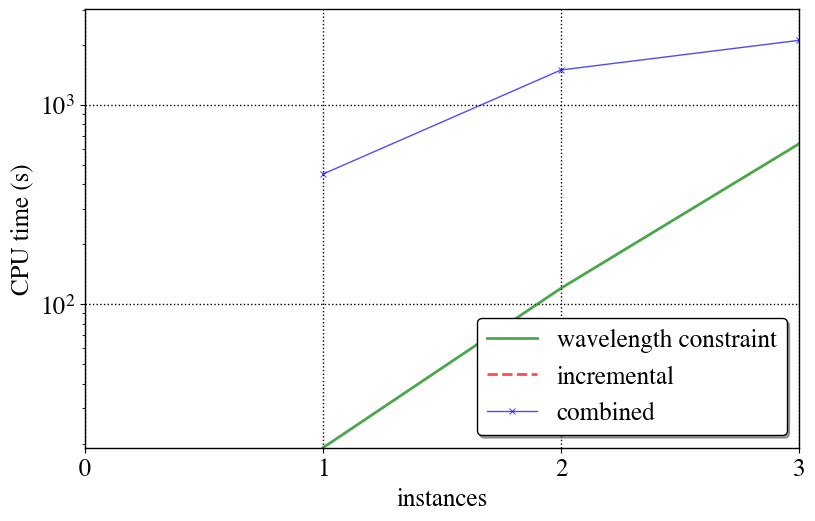 CPU time (s)
10³
10²
wavelength constraint
incremental
combined
0 1 2 3
instances